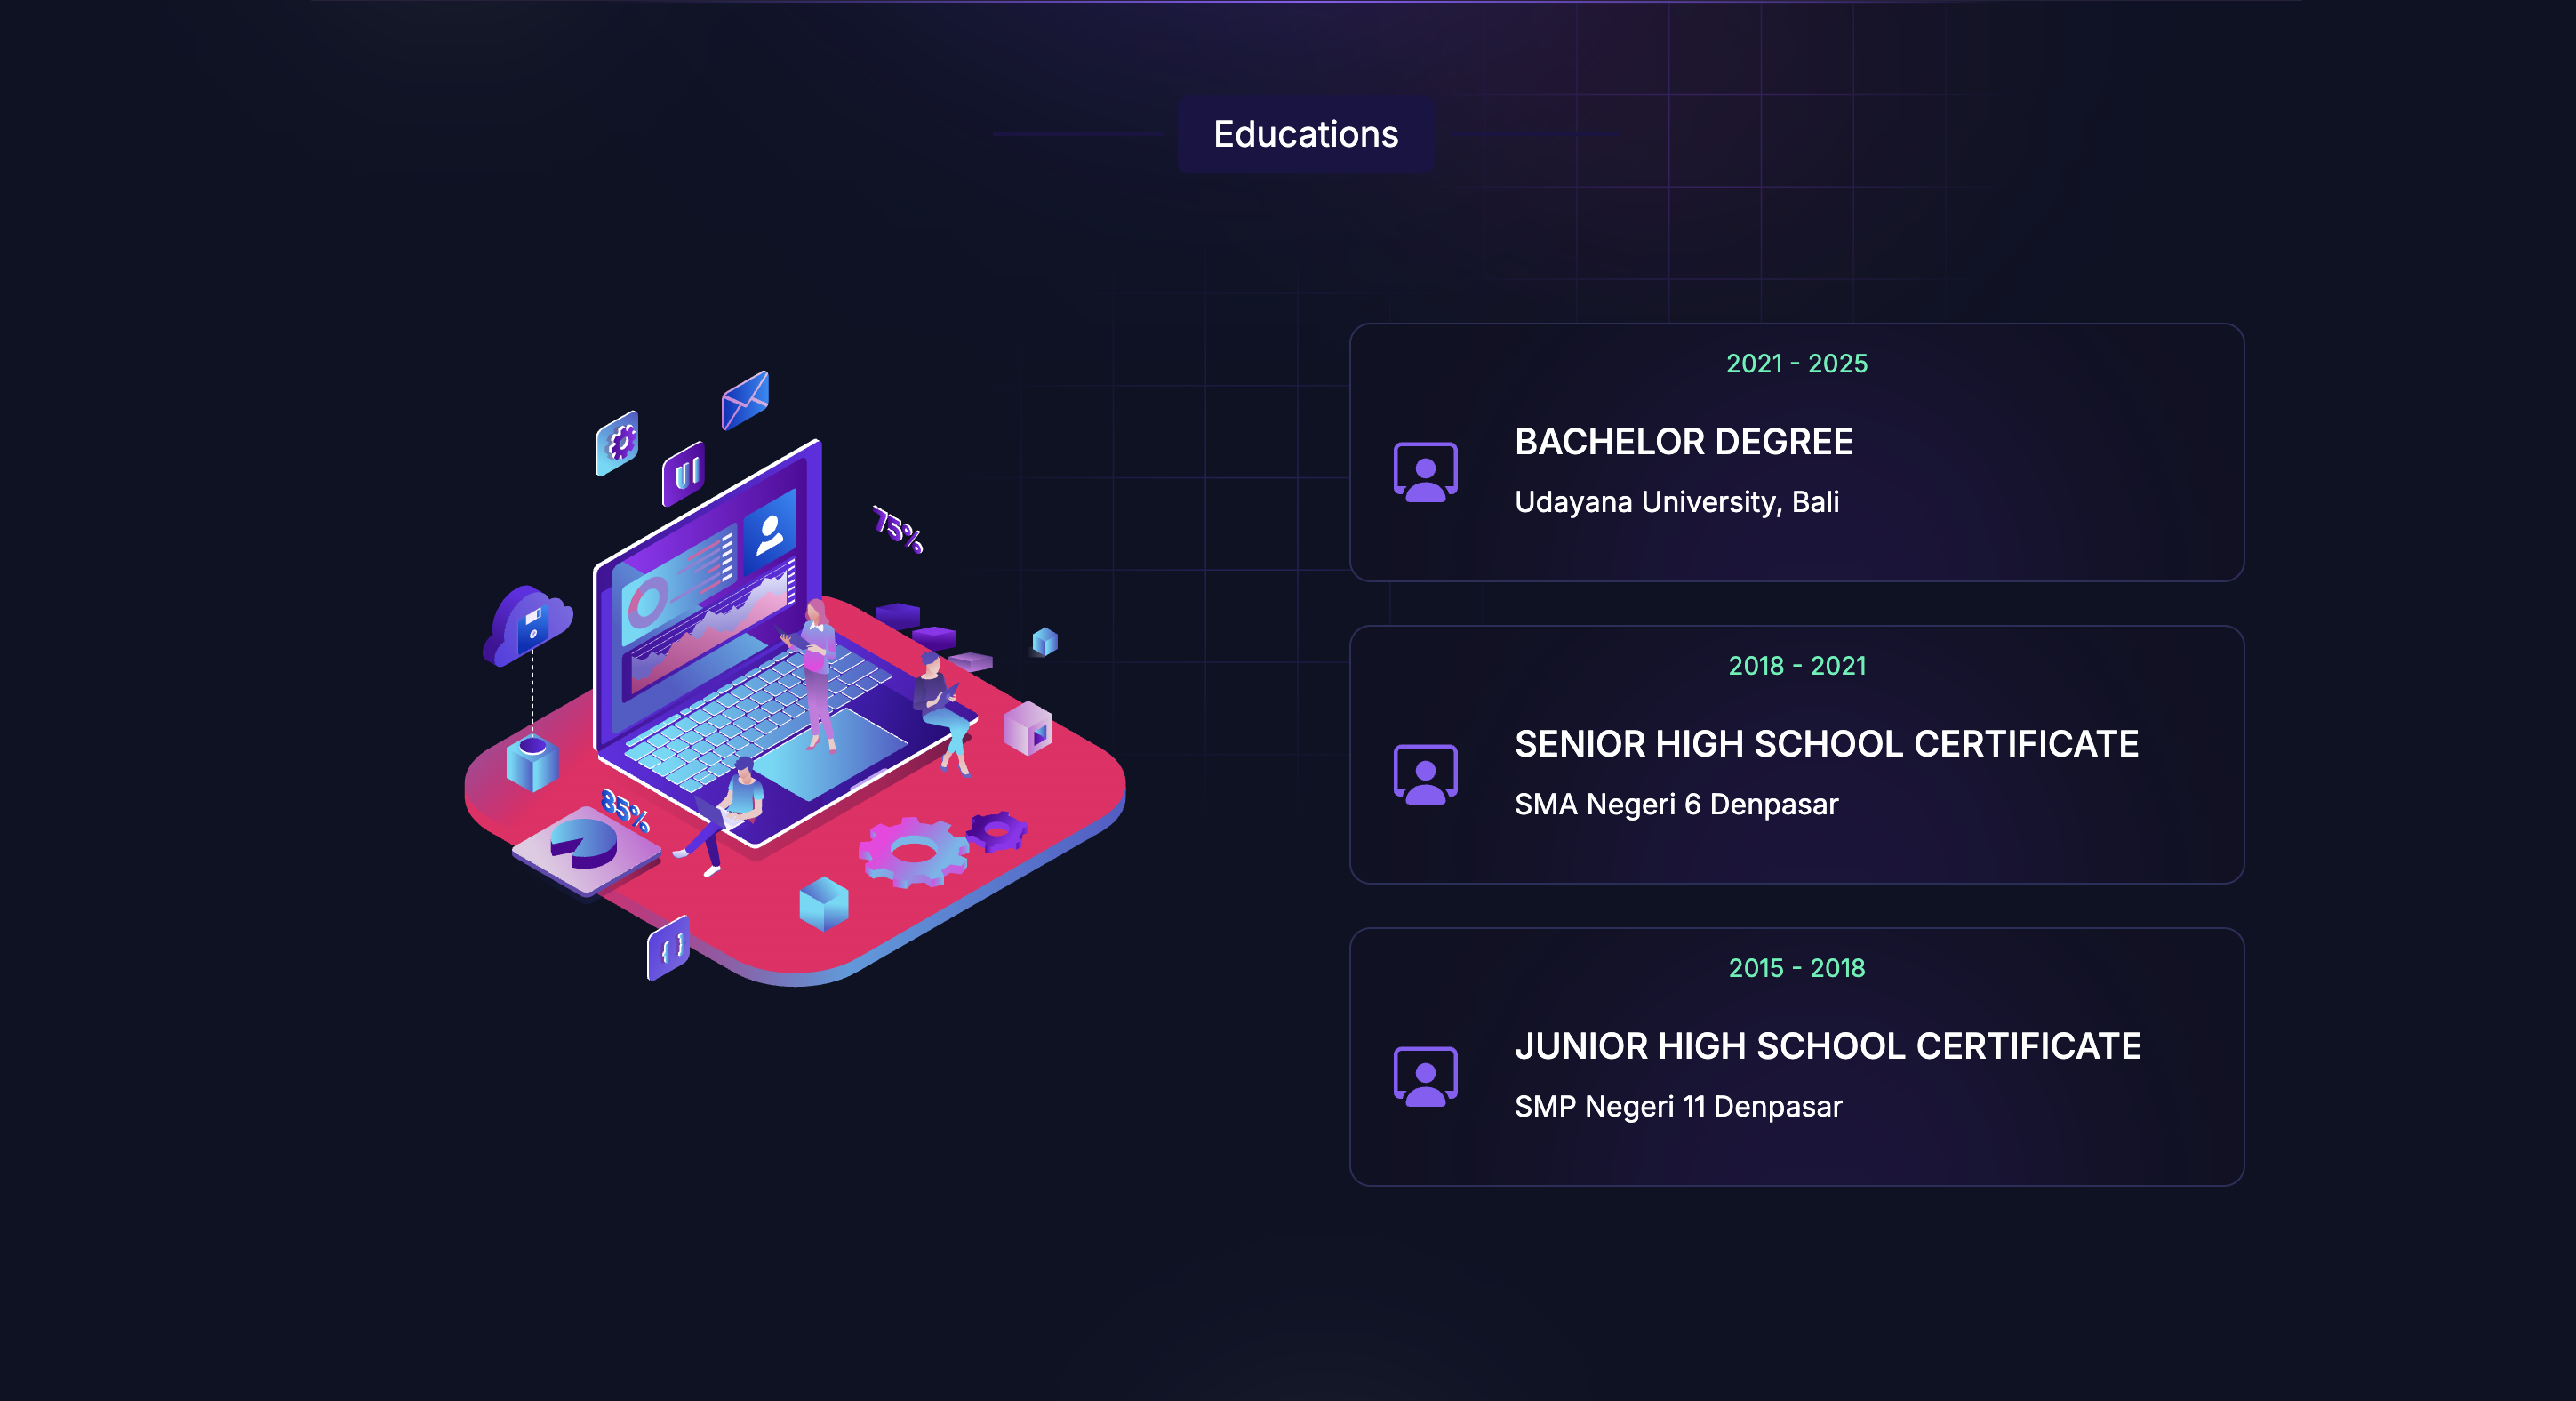 Educations
UI
75%
85%
{ }
2021 - 2025
BACHELOR DEGREE
Udayana University, Bali
2018 - 2021
SENIOR HIGH SCHOOL CERTIFICATE
SMA Negeri 6 Denpasar
2015 - 2018
JUNIOR HIGH SCHOOL CERTIFICATE
SMP Negeri 11 Denpasar